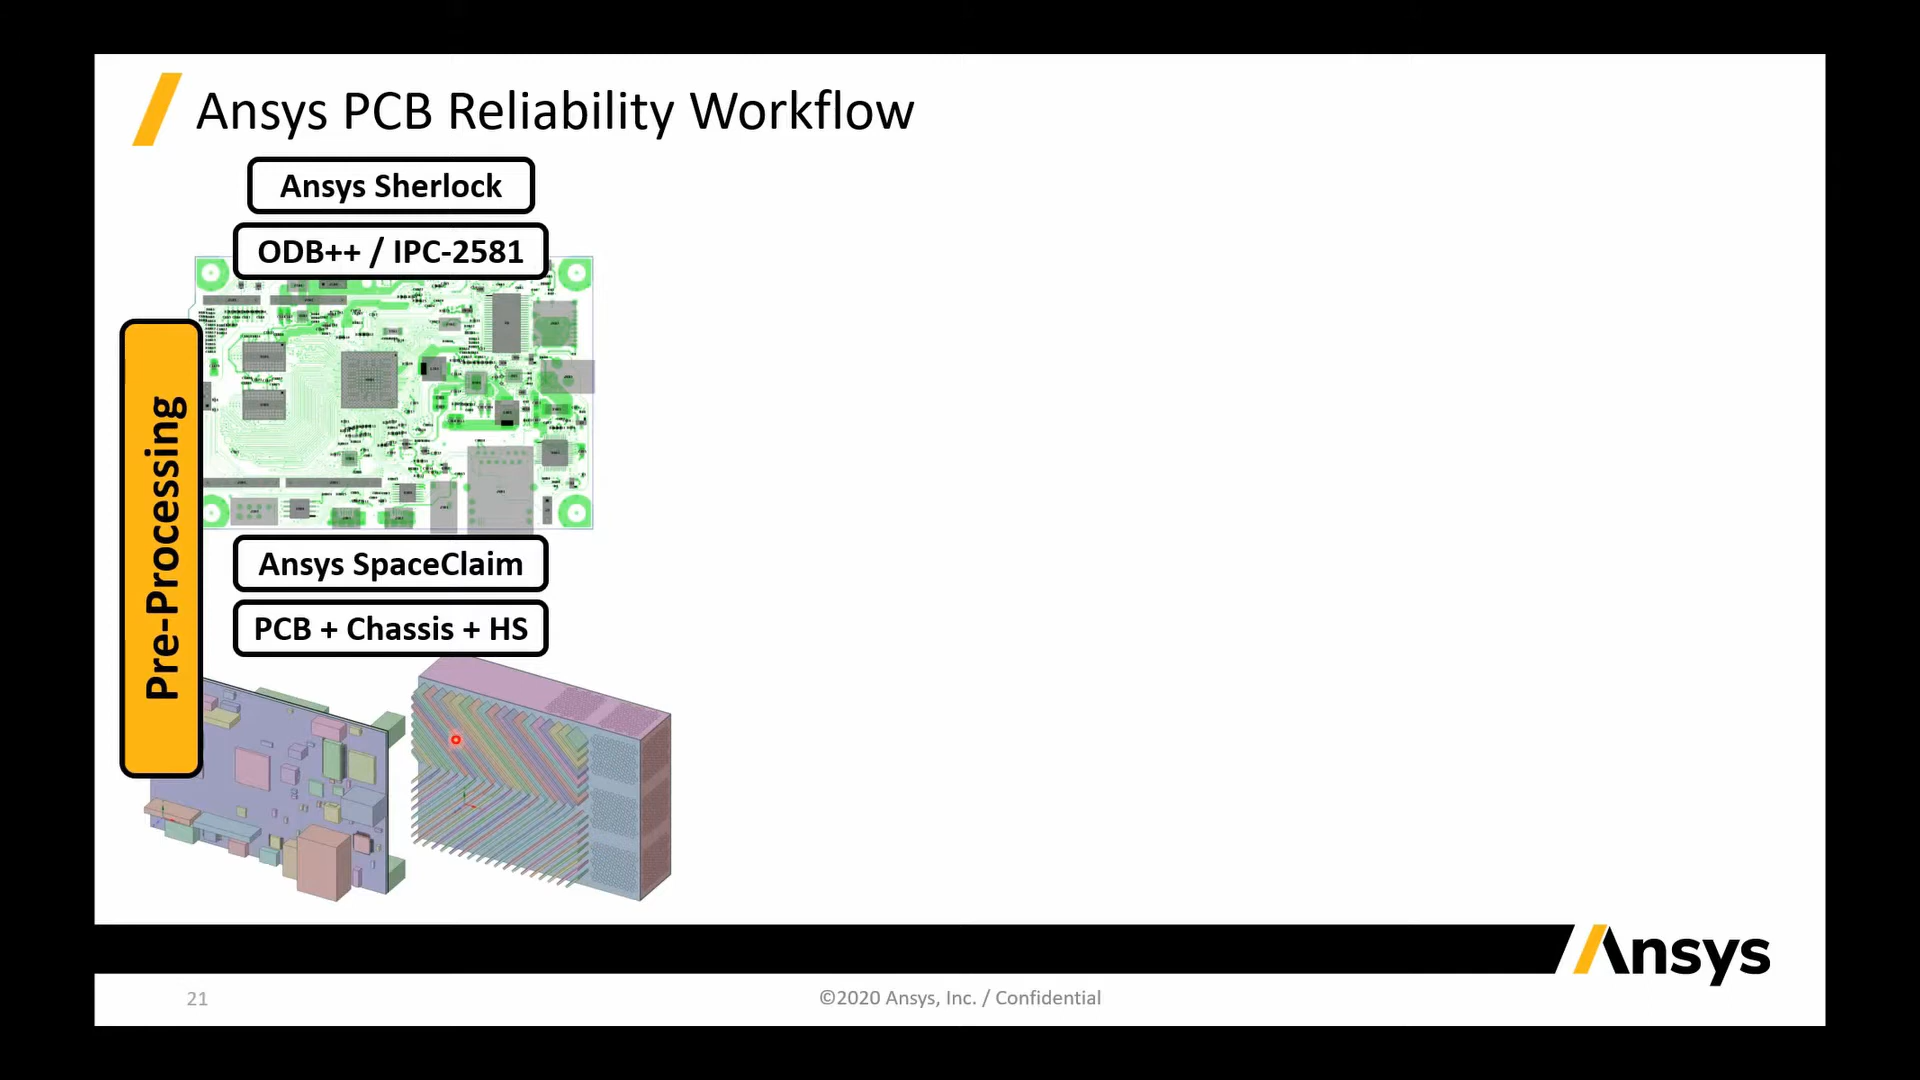 Ansys PCB Reliability Workflow
Ansys Sherlock
ODB++ / IPC-2581
Pre-Processing
Ansys SpaceClaim
PCB + Chassis + HS
Ansys
21
©2020 Ansys, Inc. / Confidential